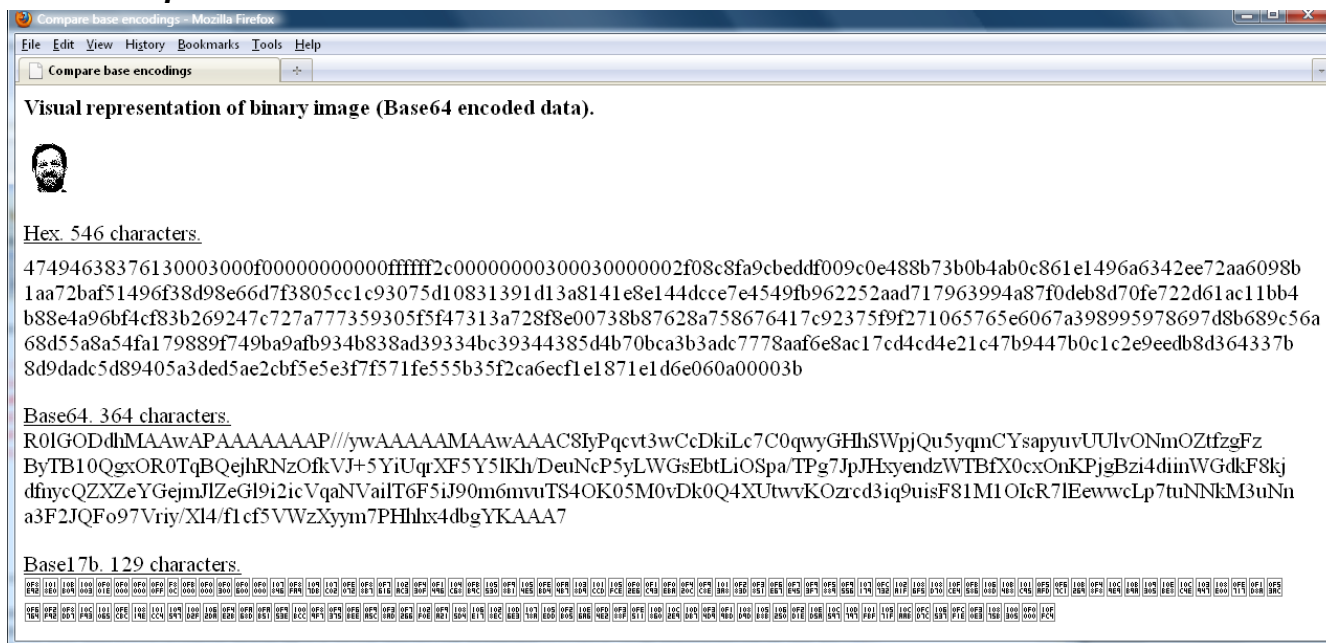 Compare base encodings - Mozilla Firefox
File Edit View History Bookmarks Tools Help
Compare base encodings
Visual representation of binary image (Base64 encoded data).
Hex. 546 characters.
47494638376130003000f00000000000ffffff2c00000000300030000002f08c8fa9cbeddf009c0e488b73b0b4ab0c861e1496a6342ee72aa6098b
1aa72baf51496f38d98e66d7f3805cc1c93075d10831391d13a8141e8e144dcce7e4549fb962252aad717963994a87f0deb8d70fe722d61ac11bb4
b88e4a96bf4cf83b269247c727a777359305f5f47313a728f8e00738b87628a758676417c92375f9f271065765e6067a398995978697d8b689c56a
68d55a8a54fa179889f749ba9afb934b838ad39334bc39344385d4b70bca3b3adc7778aaf6e8ac17cd4cd4e21c47b9447b0c1c2e9eedb8d364337b
8d9dadc5d89405a3ded5ae2cbf5e5e3f7f571fe555b35f2ca6ecf1e1871e1d6e060a00003b
Base64. 364 characters.
R0lGODdhMAAwAPAAAAAAAP///ywAAAAAMAAwAAAC8IyPqcvt3wCcDkiLc7C0qwyGHhSWpjQu5yqmCYsapyuvUUlvONmOZtfzgFz
ByTB10QgxOR0TqBQejhRNzOfkVJ+5YiUqrXF5Y5lKh/DeuNcP5yLWGsEbtLiOSpa/TPg7JpJHxyendzWTBfX0cxOnKPjgBzi4diinWGdkF8kj
dfnycQZXZeYGejmJlZeGl9i2icVqaNVailT6F5iJ90m6mvuTS4OK05M0vDk0Q4XUtwvKOzrcd3iq9uisF81M1OIcR7lEewwcLp7tuNNkM3uNn
a3F2JQFo97Vriy/Xl4/f1cf5VWzXyym7PHhhx4dbgYKAAA7
Base17b. 129 characters.